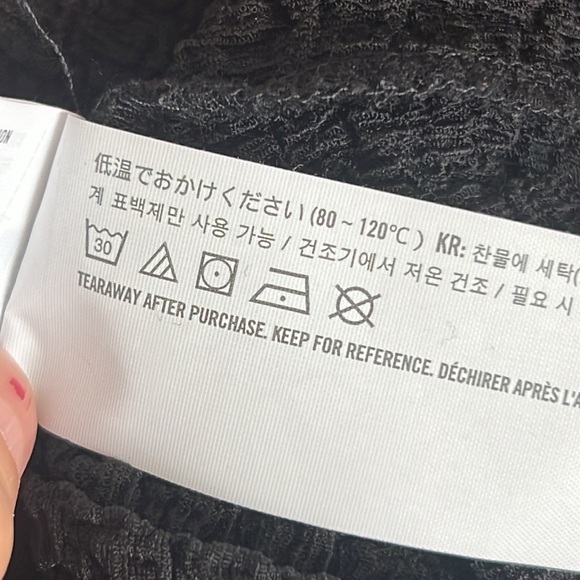 ION
低温でおかけください (80 ~ 120℃) KR: 찬물에 세탁(
계 표백제만 사용 가능 / 건조기에서 저온 건조 / 필요 시
30
TEARAWAY AFTER PURCHASE. KEEP FOR REFERENCE. DÉCHIRER APRÈS L'A